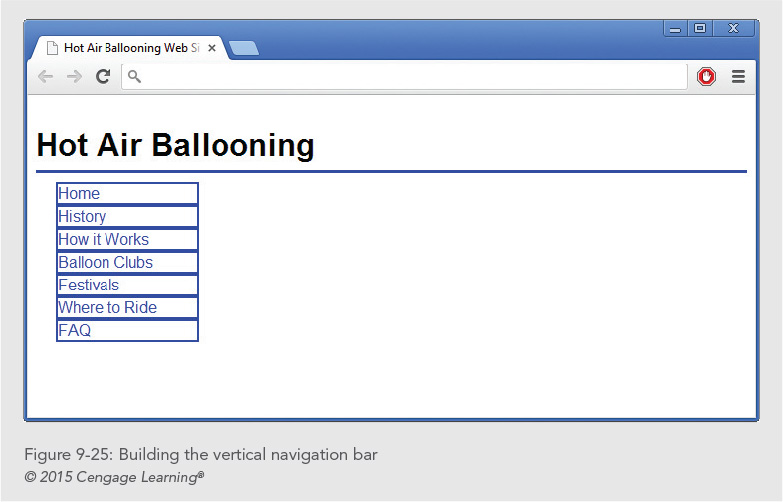 Hot Air Ballooning Web Si
Hot Air Ballooning
Home
History
How it Works
Balloon Clubs
Festivals
Where to Ride
FAQ
Figure 9-25: Building the vertical navigation bar
© 2015 Cengage Learning®